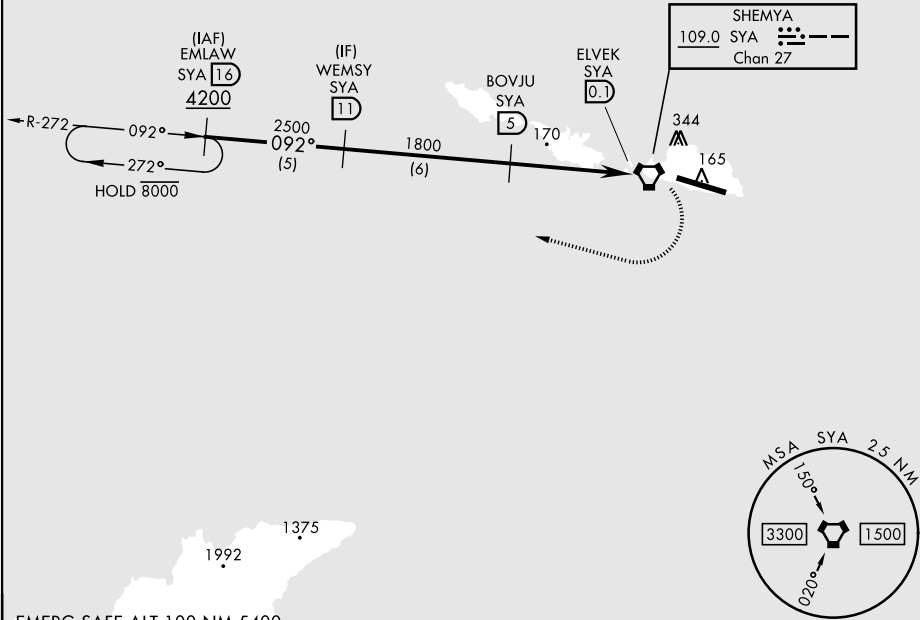 SHEMYA
109.0 SYA
Chan 27
(IAF)
EMLAW
SYA 16
4200
(IF)
WEMSY
SYA
11
BOVJU
SYA
5
ELVEK
SYA
0.1
R-272
092°
272°
HOLD 8000
2500
092°
(5)
1800
(6)
170
344
165
1375
1992
MSA SYA 25 NM
150°
3300
1500
020°
EMERG SAFE ALT 100 NM 5400